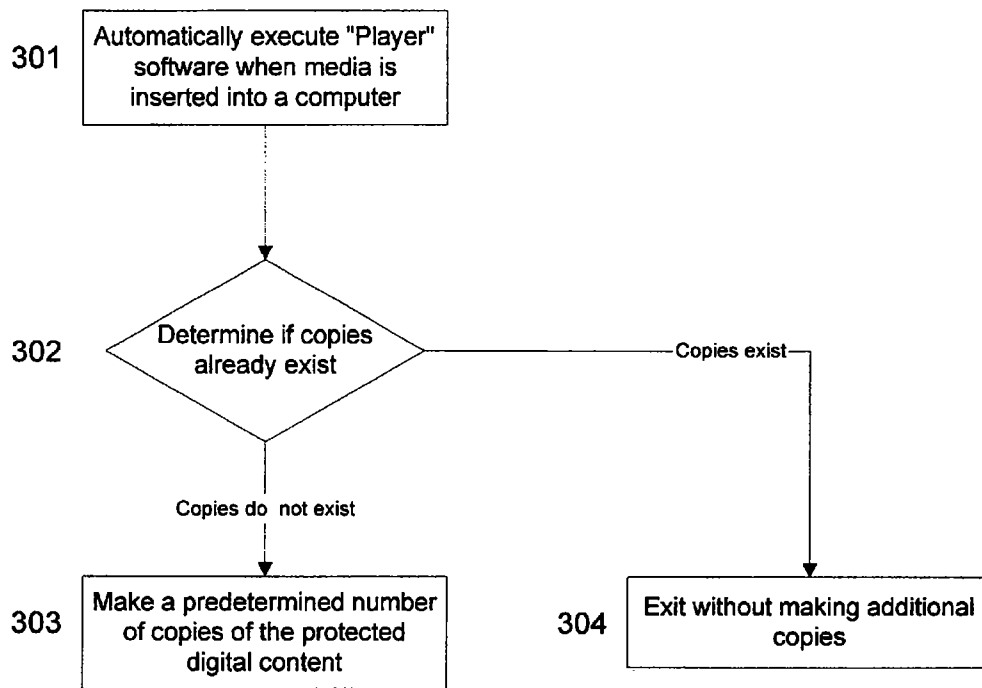 301
Automatically execute "Player"
software when media is
inserted into a computer
302
Determine if copies
already exist
Copies exist
Copies do not exist
303
Make a predetermined number
of copies of the protected
digital content
304
Exit without making additional
copies